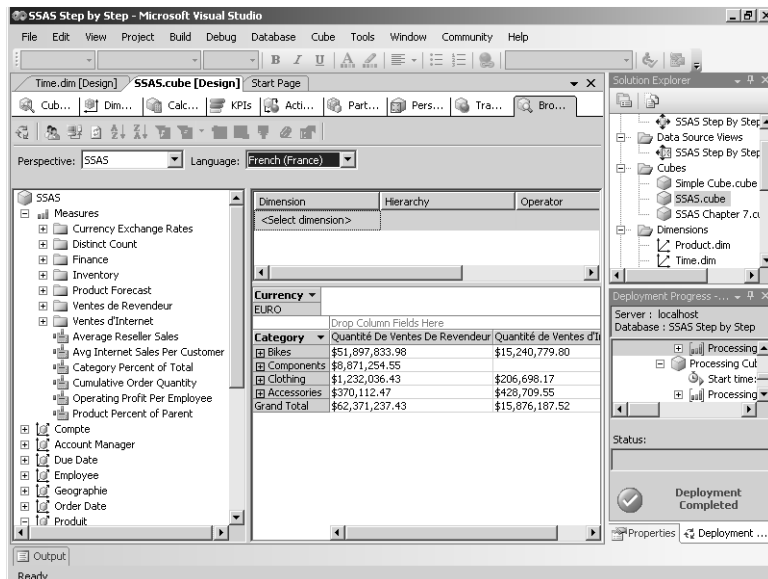 SSAS Step by Step - Microsoft Visual Studio
File Edit View Project Build Debug Database Cube Tools Window Community Help
Time.dim [Design] SSAS.cube [Design] Start Page
Cub... Dim... Calc... KPIs Acti... Part... Pers... Tra... Bro...
Perspective: SSAS Language: French (France)
SSAS
Measures
Currency Exchange Rates
Distinct Count
Finance
Inventory
Product Forecast
Ventes de Revendeur
Ventes d'Internet
Average Reseller Sales
Avg Internet Sales Per Customer
Category Percent of Total
Cumulative Order Quantity
Operating Profit Per Employee
Product Percent of Parent
Compte
Account Manager
Due Date
Employee
Geographie
Order Date
Produit
Dimension Hierarchy Operator
<Select dimension>
Currency
EURO
Drop Column Fields Here
Category Quantité De Ventes De Revendeur Quantité de Ventes d'I
Bikes $51,897,833.98 $15,240,779.80
Components $8,871,254.55
Clothing $1,232,036.43 $206,698.17
Accessories $370,112.47 $428,709.55
Grand Total $62,371,237.43 $15,876,187.52
Solution Explorer
SSAS Step By Step
Data Source Views
SSAS Step By Step
Cubes
Simple Cube.cube
SSAS.cube
SSAS Chapter 7.cu
Dimensions
Product.dim
Time.dim
Deployment Progress -...
Server : localhost
Database : SSAS Step by Step
Processing
Processing Cut
Start time:
Processing
Status:
Deployment
Completed
Properties Deployment ...
Output
Ready